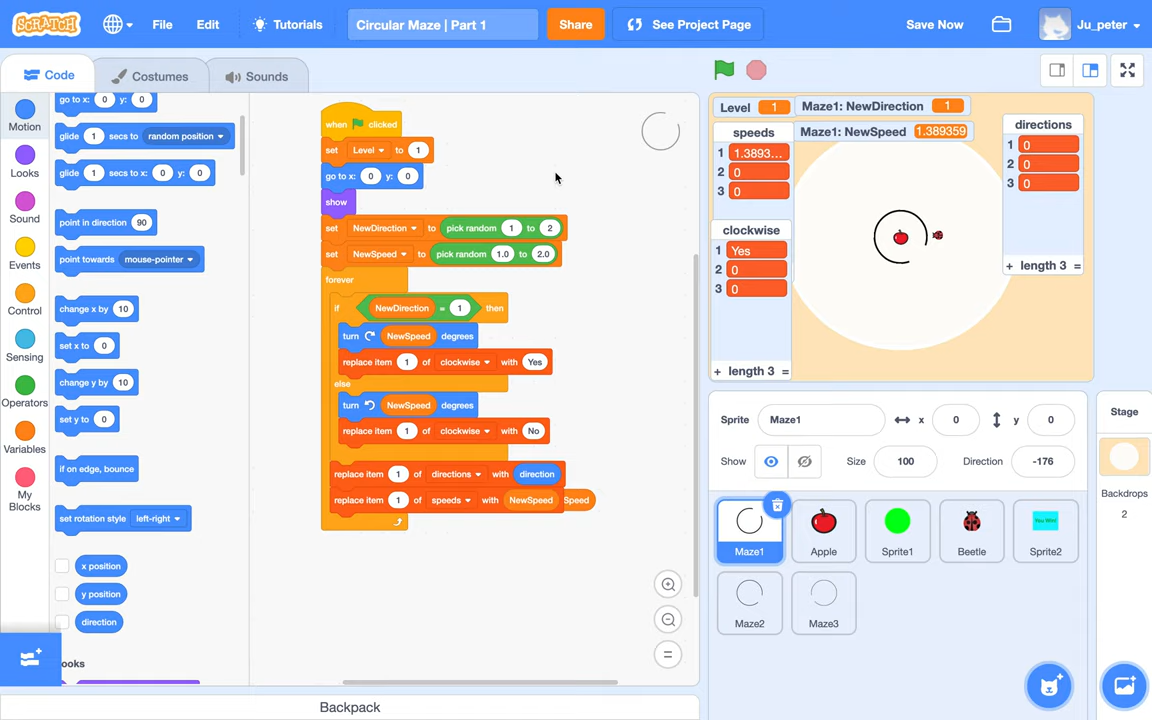 SCRATCH File Edit Tutorials Circular Maze | Part 1 Share See Project Page Save Now Ju_peter
Code Costumes Sounds
Motion
Looks
Sound
Events
Control
Sensing
Operators
Variables
My
Blocks
go to x: 0 y: 0
glide 1 secs to random position
glide 1 secs to x: 0 y: 0
point in direction 90
point towards mouse-pointer
change x by 10
set x to 0
change y by 10
set y to 0
if on edge, bounce
set rotation style left-right
x position
y position
direction
ooks
when clicked
set Level to 1
go to x: 0 y: 0
show
set NewDirection to pick random 1 to 2
set NewSpeed to pick random 1.0 to 2.0
forever
if NewDirection = 1 then
turn NewSpeed degrees
replace item 1 of clockwise with Yes
else
turn NewSpeed degrees
replace item 1 of clockwise with No
replace item 1 of directions with direction
replace item 1 of speeds with NewSpeed Speed
Level 1 Maze1: NewDirection 1
Maze1: NewSpeed 1.389359
speeds
1 1.3893...
2 0
3 0
clockwise
1 Yes
2 0
3 0
+ length 3 =
directions
1 0
2 0
3 0
+ length 3 =
Sprite Maze1 x 0 y 0
Show Size 100 Direction -176
Maze1 Apple Sprite1 Beetle Sprite2
You Win!
Maze2 Maze3
Stage
Backdrops
2
Backpack